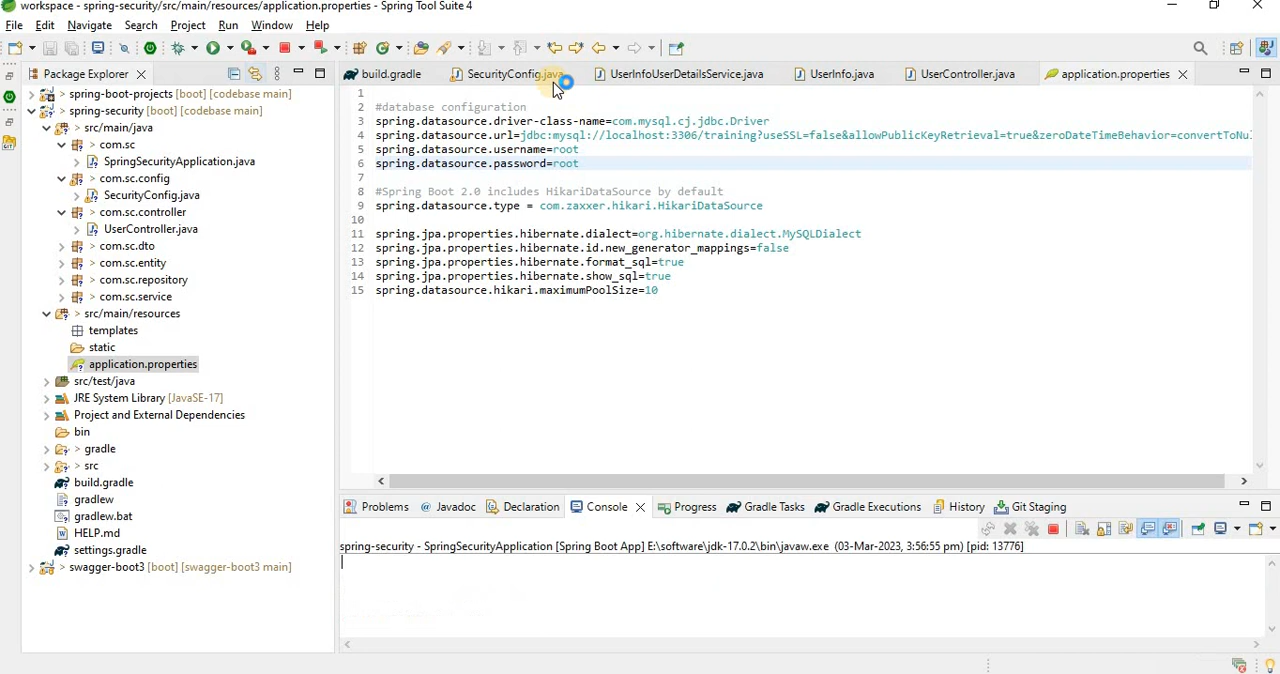 workspace - spring-security/src/main/resources/application.properties - Spring Tool Suite 4
File Edit Navigate Search Project Run Window Help
Package Explorer
build.gradle
SecurityConfig.java
UserInfoUserDetailsService.java
UserInfo.java
UserController.java
application.properties
> spring-boot-projects [boot] [codebase main]
> spring-security [boot] [codebase main]
> src/main/java
> com.sc
SpringSecurityApplication.java
> com.sc.config
SecurityConfig.java
> com.sc.controller
UserController.java
> com.sc.dto
> com.sc.entity
> com.sc.repository
> com.sc.service
> src/main/resources
templates
static
application.properties
src/test/java
JRE System Library [JavaSE-17]
Project and External Dependencies
bin
> gradle
> src
build.gradle
gradlew
gradlew.bat
HELP.md
settings.gradle
> swagger-boot3 [boot] [swagger-boot3 main]
1
2 #database configuration
3 spring.datasource.driver-class-name=com.mysql.cj.jdbc.Driver
4 spring.datasource.url=jdbc:mysql://localhost:3306/training?useSSL=false&allowPublicKeyRetrieval=true&zeroDateTimeBehavior=convertToNu
5 spring.datasource.username=root
6 spring.datasource.password=root
7
8 #Spring Boot 2.0 includes HikariDataSource by default
9 spring.datasource.type = com.zaxxer.hikari.HikariDataSource
10
11 spring.jpa.properties.hibernate.dialect=org.hibernate.dialect.MySQLDialect
12 spring.jpa.properties.hibernate.id.new_generator_mappings=false
13 spring.jpa.properties.hibernate.format_sql=true
14 spring.jpa.properties.hibernate.show_sql=true
15 spring.datasource.hikari.maximumPoolSize=10
Problems
@ Javadoc
Declaration
Console
Progress
Gradle Tasks
Gradle Executions
History
Git Staging
spring-security - SpringSecurityApplication [Spring Boot App] E:\software\jdk-17.0.2\bin\javaw.exe (03-Mar-2023, 3:56:55 pm) [pid: 13776]